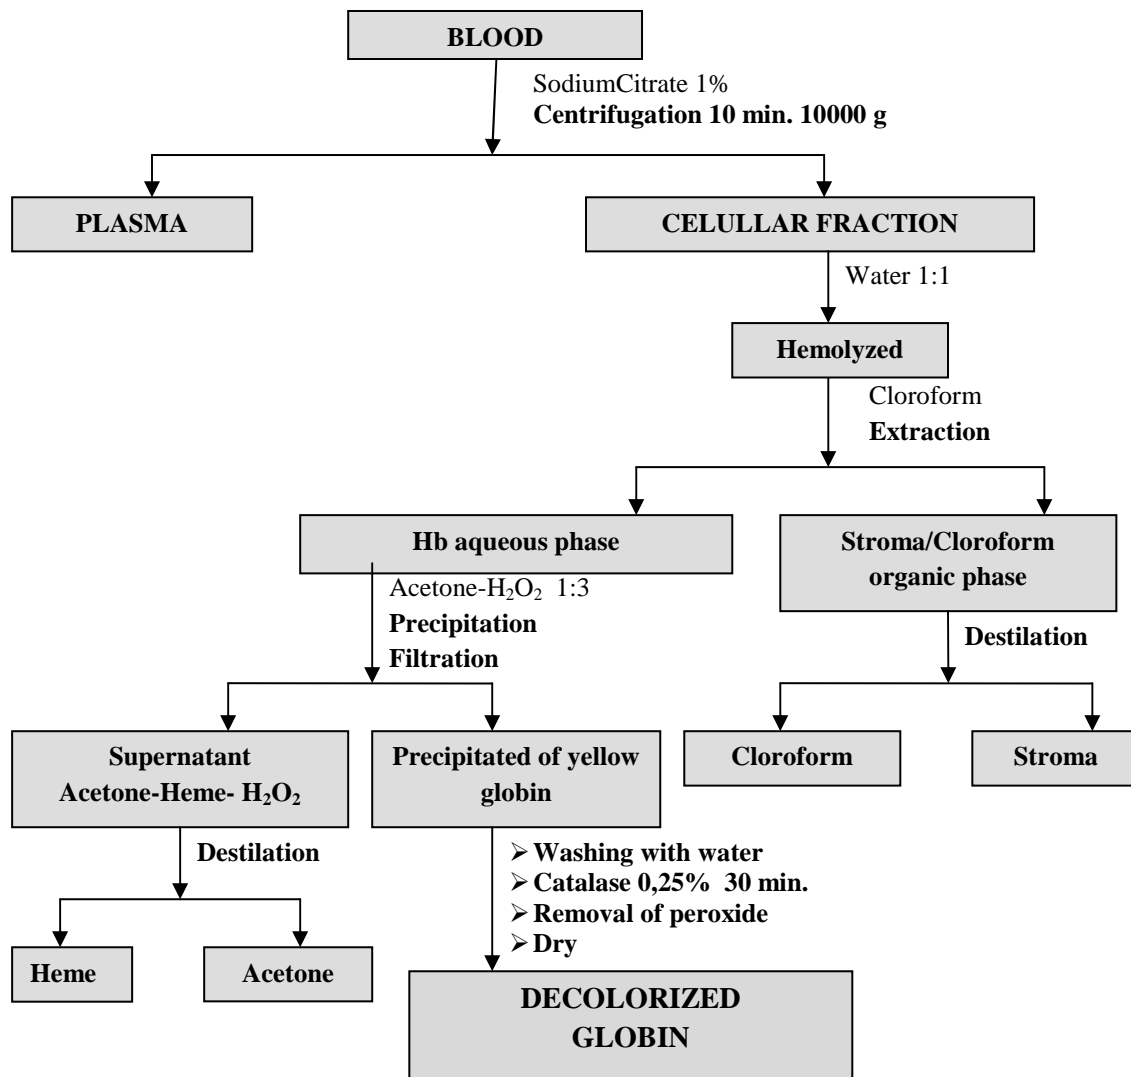 BLOOD
SodiumCitrate 1%
Centrifugation 10 min. 10000 g
PLASMA
CELULLAR FRACTION
Water 1:1
Hemolyzed
Cloroform
Extraction
Hb aqueous phase
Stroma/Cloroform
organic phase
Acetone-H₂O₂ 1:3
Precipitation
Filtration
Destilation
Supernatant
Acetone-Heme- H₂O₂
Precipitated of yellow
globin
Cloroform
Stroma
Destilation
➢ Washing with water
➢ Catalase 0,25% 30 min.
➢ Removal of peroxide
➢ Dry
Heme
Acetone
DECOLORIZED
GLOBIN